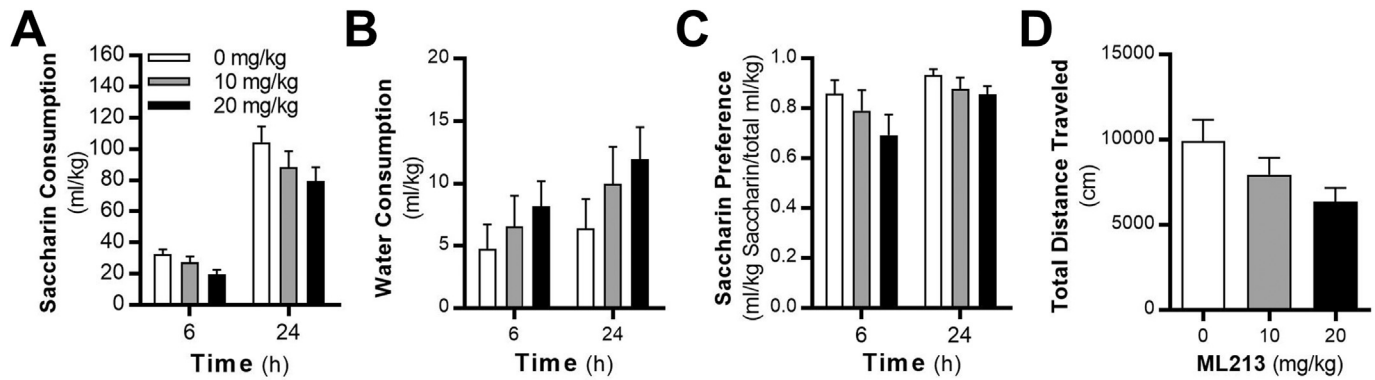 A
Saccharin Consumption
(ml/kg)
160
140
120
100
80
60
40
20
0
0 mg/kg
10 mg/kg
20 mg/kg
6
24
Time (h)
B
Water Consumption
(ml/kg)
20
15
10
5
0
6
24
Time (h)
C
Saccharin Preference
(ml/kg Saccharin/total ml/kg)
1.0
0.8
0.6
0.4
0.2
0.0
6
24
Time (h)
D
Total Distance Traveled
(cm)
15000
10000
5000
0
0
10
20
ML213 (mg/kg)